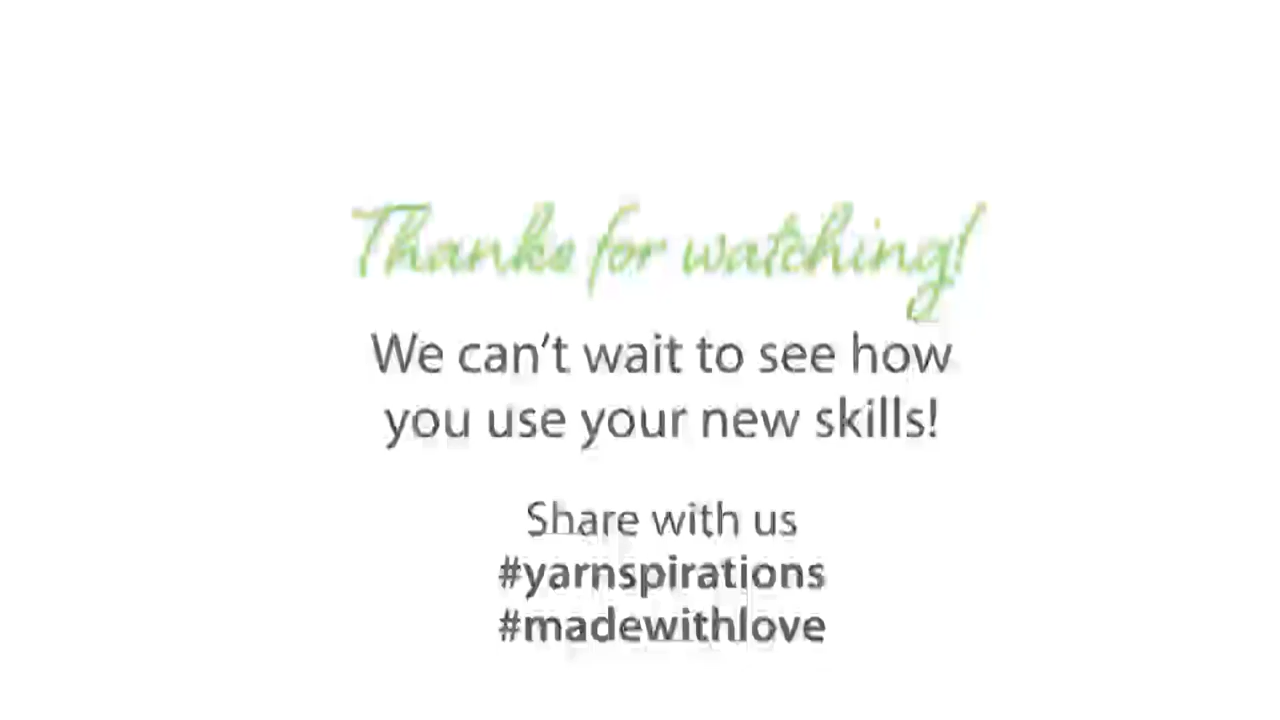 Thanks for watching!
We can't wait to see how
you use your new skills!
Share with us
#yarnspirations
#madewithlove